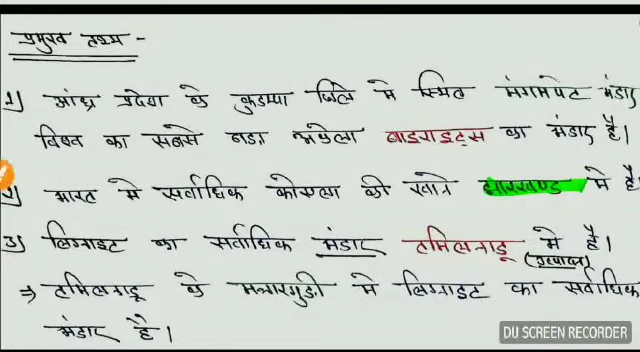 प्रमुख तथ्य -
1) आंध्र प्रदेश के कुडप्पा जिले मे स्थित मंगमपेट भंडार
विश्व का सबसे बडा अकेला बाइराइट्स का भंडार है।
2) भारत मे सर्वाधिक कोयला की खाने झारखण्ड मे है
3) लिग्नाइट का सर्वाधिक भंडार तमिलनाडू मे है।
(उत्पादन)
⇒ तमिलनाडू के मन्नारगुडी मे लिग्नाइट का सर्वाधिक
भंडार है।
DU SCREEN RECORDER